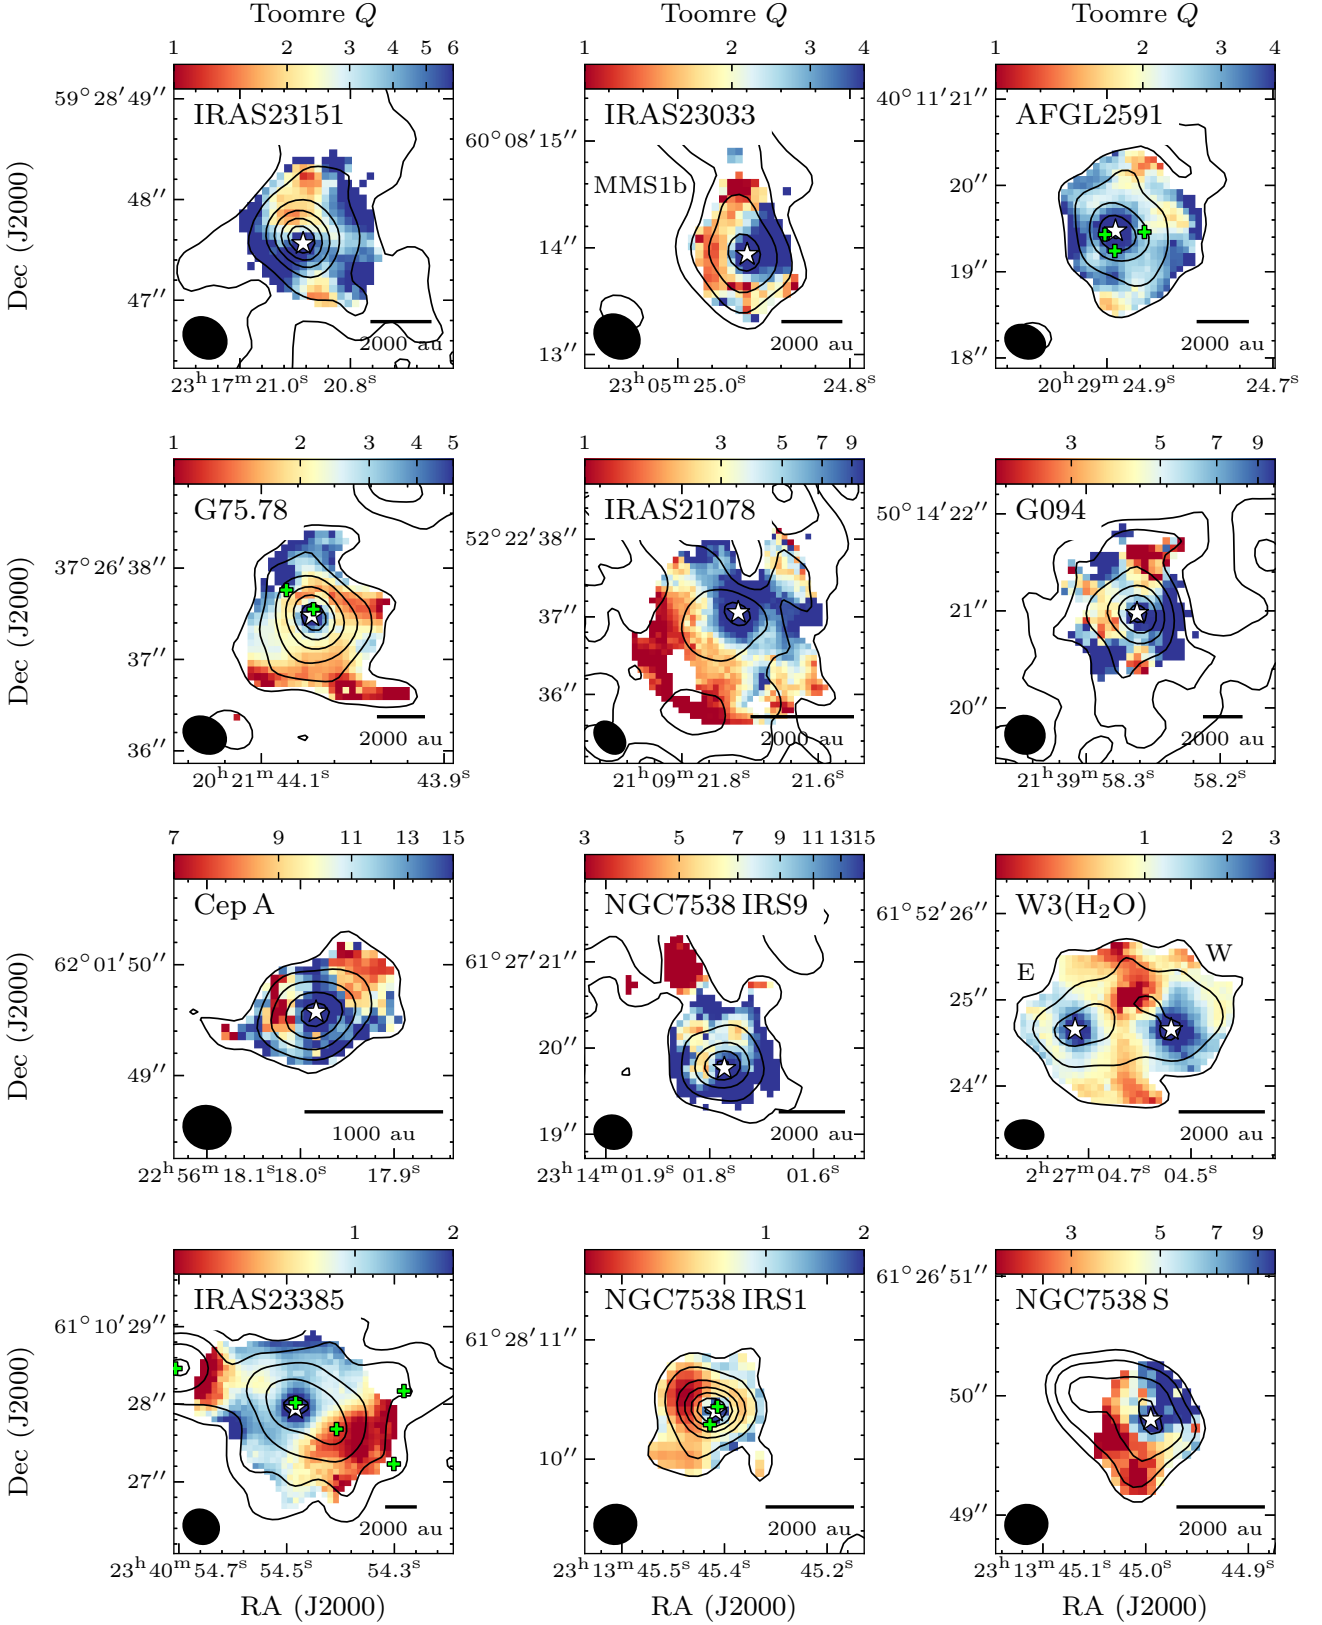 Toomre Q Toomre Q Toomre Q
1 2 3 4 5 6 1 2 3 4 1 2 3 4
IRAS23151 IRAS23033 AFGL2591
MMS1b
59°28′49″ 48″ 47″
60°08′15″ 14″ 13″
40°11′21″ 20″ 19″ 18″
Dec (J2000)
2000 au 2000 au 2000 au
23h17m21.0s 20.8s 23h05m25.0s 24.8s 20h29m24.9s 24.7s
1 2 3 4 5 1 3 5 7 9 3 5 7 9
G75.78 IRAS21078 G094
37°26′38″ 37″ 36″
52°22′38″ 37″ 36″
50°14′22″ 21″ 20″
Dec (J2000)
2000 au 2000 au 2000 au
20h21m44.1s 43.9s 21h09m21.8s 21.6s 21h39m58.3s 58.2s
7 9 11 13 15 3 5 7 9 11 13 15 1 2 3
Cep A NGC7538 IRS9 W3(H₂O)
E W
62°01′50″ 49″
61°27′21″ 20″ 19″
61°52′26″ 25″ 24″
Dec (J2000)
1000 au 2000 au 2000 au
22h56m18.1s 18.0s 17.9s 23h14m01.9s 01.8s 01.6s 2h27m04.7s 04.5s
1 2 1 2 3 5 7 9
IRAS23385 NGC7538 IRS1 NGC7538 S
61°10′29″ 28″ 27″
61°28′11″ 10″
61°26′51″ 50″ 49″
Dec (J2000)
2000 au 2000 au 2000 au
23h40m54.7s 54.5s 54.3s 23h13m45.5s 45.4s 45.2s 23h13m45.1s 45.0s 44.9s
RA (J2000) RA (J2000) RA (J2000)